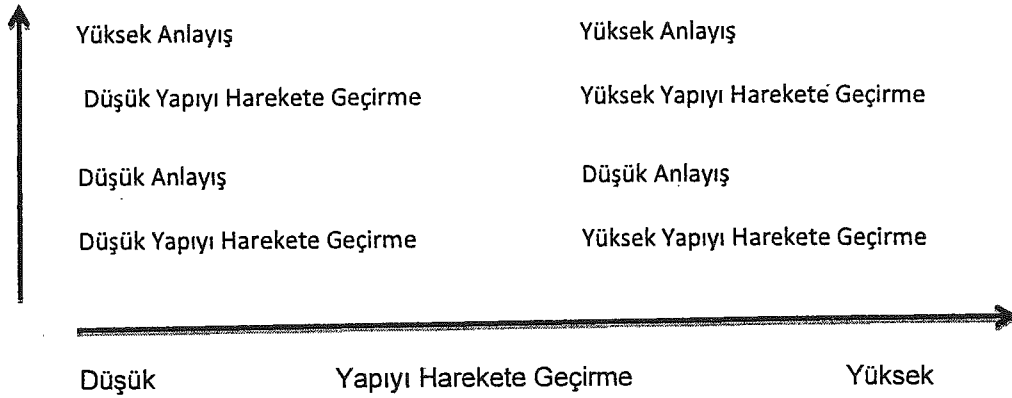 Yüksek Anlayış
Yüksek Anlayış
Düşük Yapıyı Harekete Geçirme
Yüksek Yapıyı Harekete Geçirme
Düşük Anlayış
Düşük Anlayış
Düşük Yapıyı Harekete Geçirme
Yüksek Yapıyı Harekete Geçirme
Düşük
Yapıyı Harekete Geçirme
Yüksek